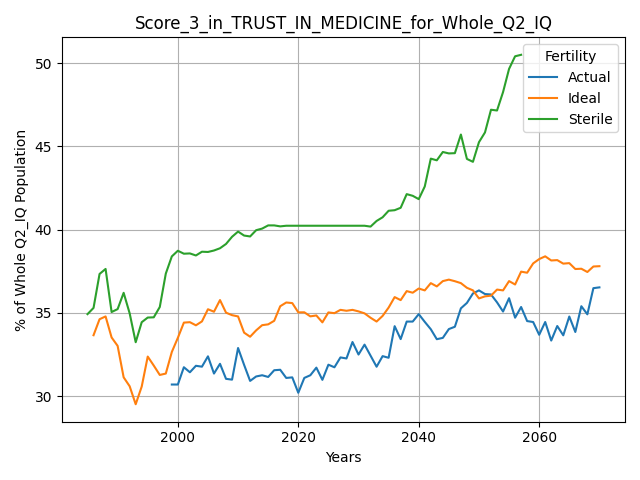 Score_3_in_TRUST_IN_MEDICINE_for_Whole_Q2_IQ
Fertility
Actual
Ideal
Sterile
% of Whole Q2_IQ Population
50
45
40
35
30
2000
2020
2040
2060
Years